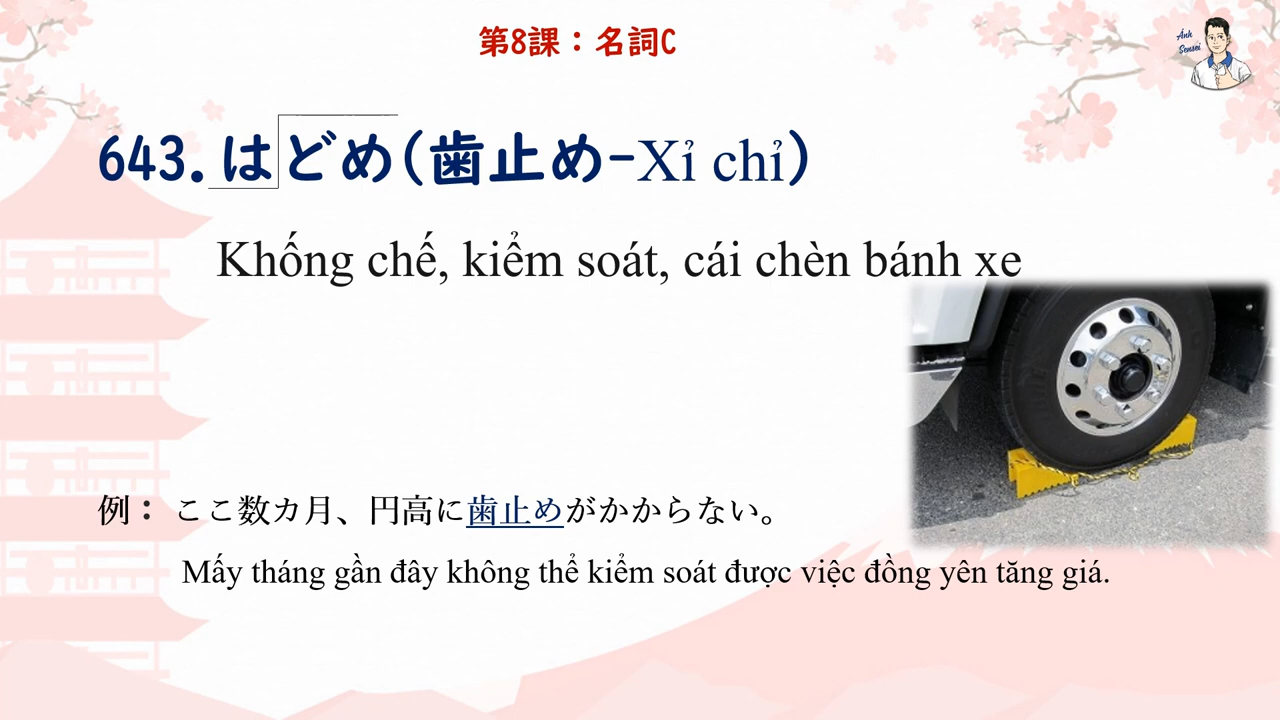 第8課：名詞C
Anh
Sensei
643. はどめ(歯止め-Xỉ chỉ)
Khống chế, kiểm soát, cái chèn bánh xe
例： ここ数カ月、円高に歯止めがかからない。
Mấy tháng gần đây không thể kiểm soát được việc đồng yên tăng giá.